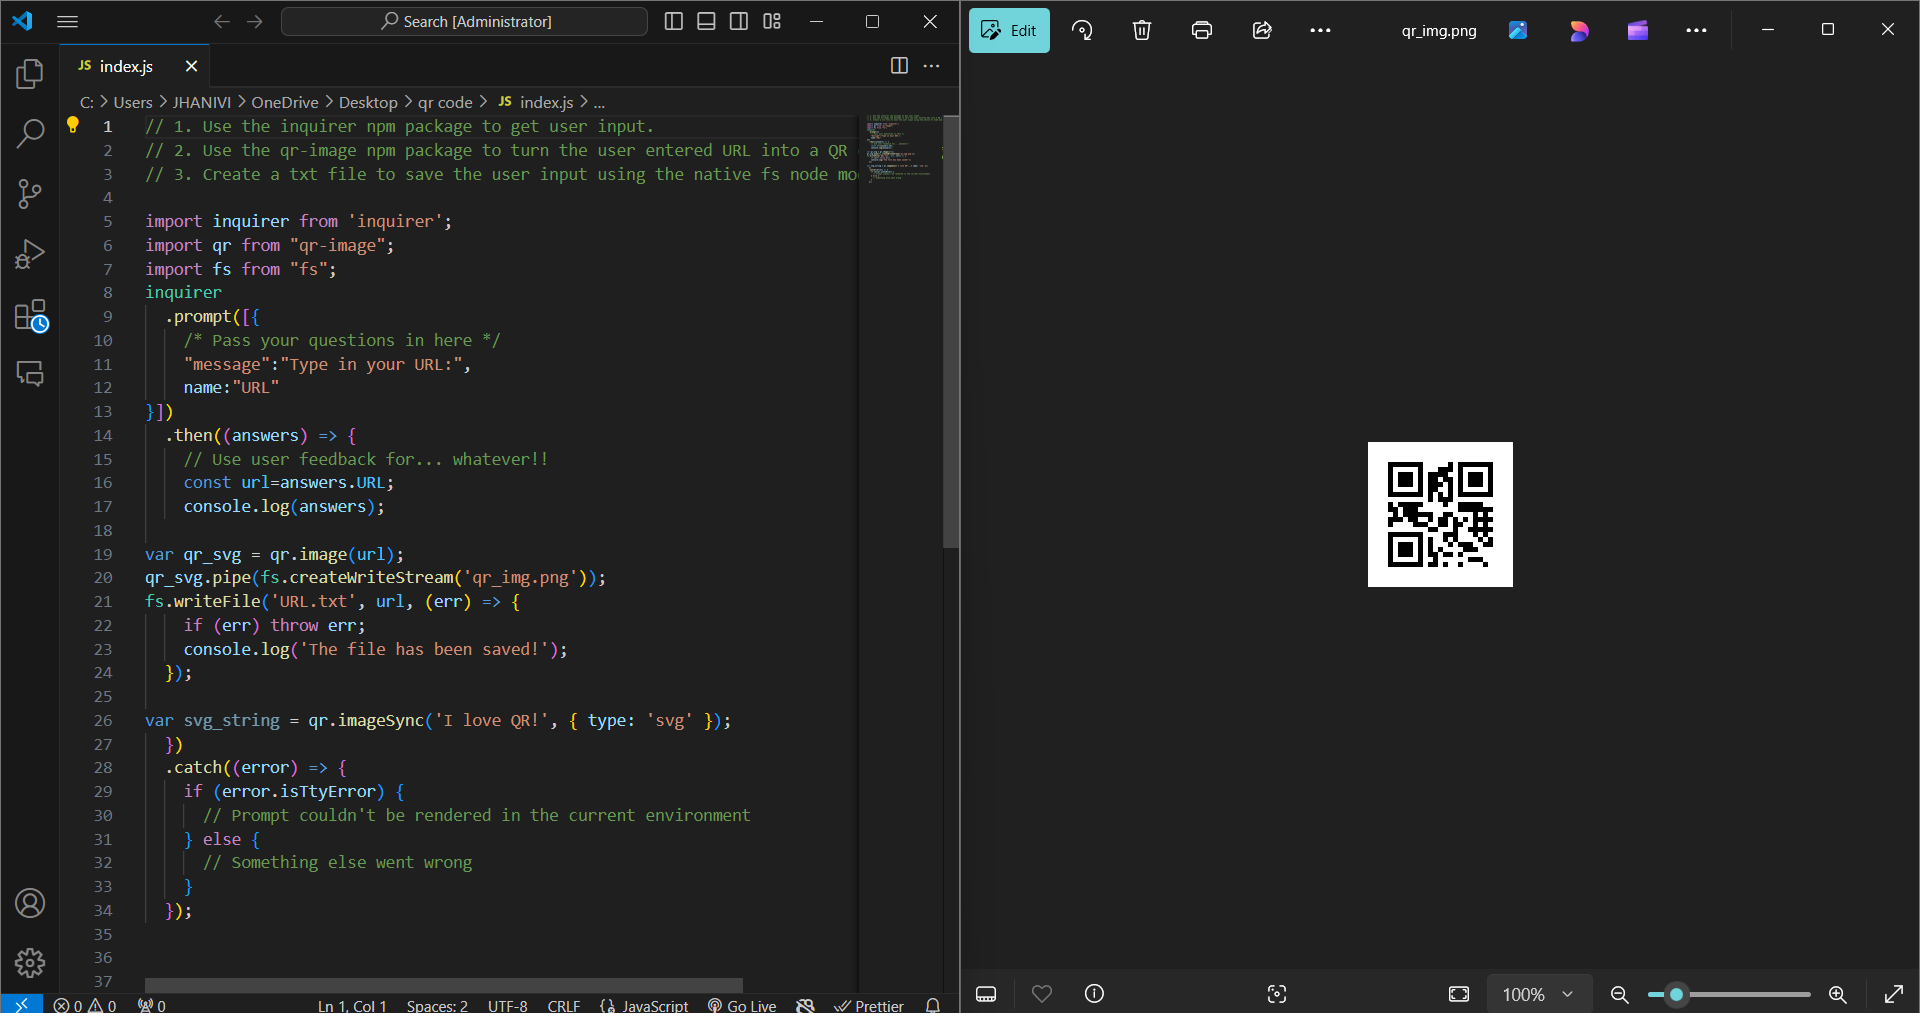 Search [Administrator]
JS index.js
C: > Users > JHANIVI > OneDrive > Desktop > qr code > JS index.js > ...
1 // 1. Use the inquirer npm package to get user input.
2 // 2. Use the qr-image npm package to turn the user entered URL into a QR
3 // 3. Create a txt file to save the user input using the native fs node mo
4
5 import inquirer from 'inquirer';
6 import qr from "qr-image";
7 import fs from "fs";
8 inquirer
9 .prompt([{
10 /* Pass your questions in here */
11 "message":"Type in your URL:",
12 name:"URL"
13 }])
14 .then((answers) => {
15 // Use user feedback for... whatever!!
16 const url=answers.URL;
17 console.log(answers);
18
19 var qr_svg = qr.image(url);
20 qr_svg.pipe(fs.createWriteStream('qr_img.png'));
21 fs.writeFile('URL.txt', url, (err) => {
22 if (err) throw err;
23 console.log('The file has been saved!');
24 });
25
26 var svg_string = qr.imageSync('I love QR!', { type: 'svg' });
27 })
28 .catch((error) => {
29 if (error.isTtyError) {
30 // Prompt couldn't be rendered in the current environment
31 } else {
32 // Something else went wrong
33 }
34 });
35
36
37
0 0 0 Ln 1, Col 1 Spaces: 2 UTF-8 CRLF {} JavaScript Go Live Prettier
Edit
qr_img.png
100%